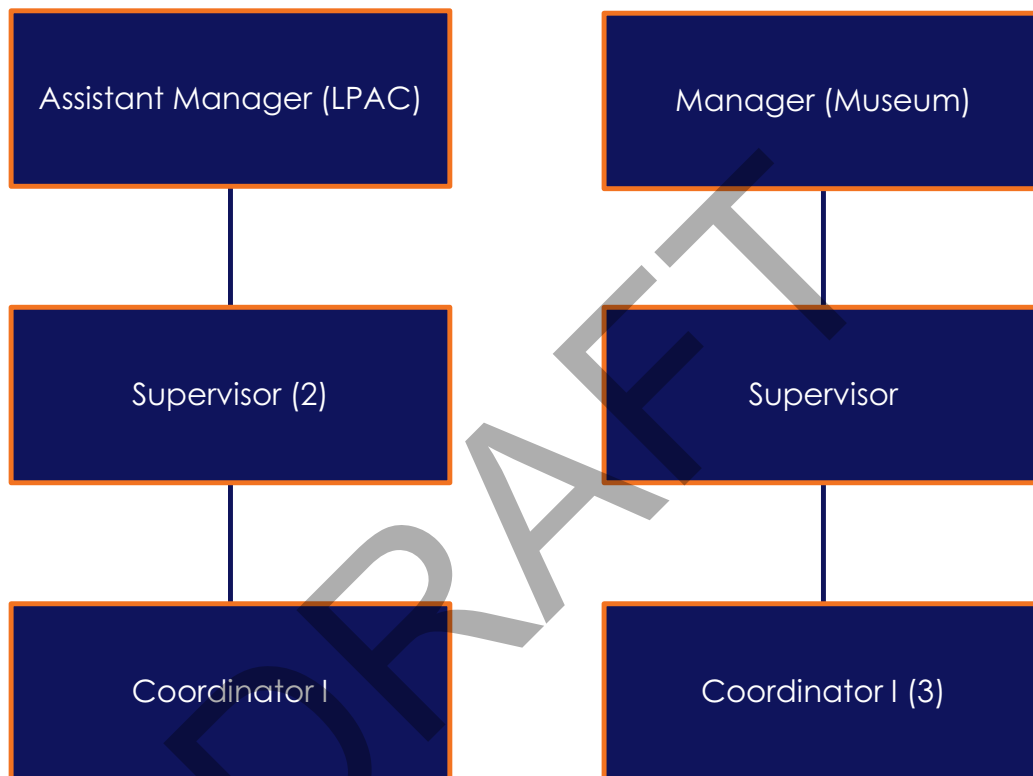 Assistant Manager (LPAC)
Manager (Museum)
Supervisor (2)
Supervisor
Coordinator I
Coordinator I (3)
DRAFT